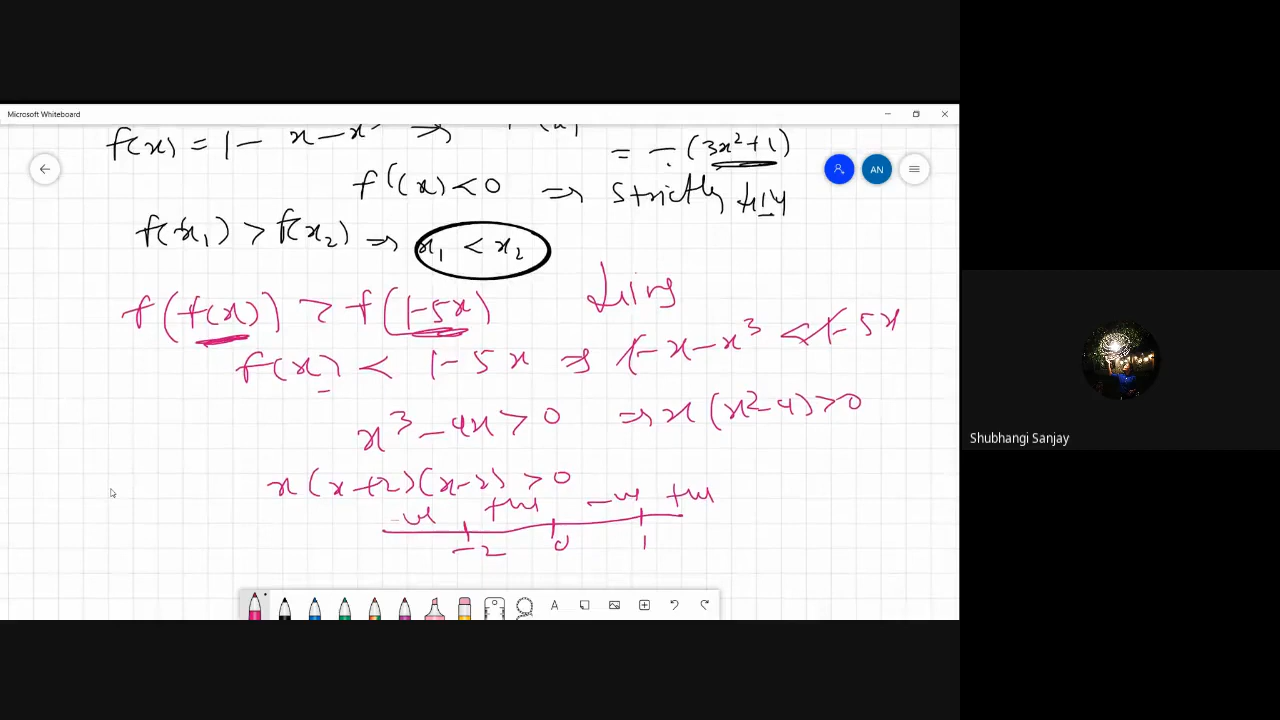 Microsoft Whiteboard
f(x) = 1 - x - x³ ⇒
= - (3x²+1)
AN
f'(x) < 0 ⇒ Strictly
f(x₁) > f(x₂) ⇒ x₁ < x₂
f(f(x)) > f(1-5x)
f(x) < 1-5x ⇒ 1-x-x³ < 1-5x
x³-4x > 0 ⇒ x(x²-4) > 0
Shubhangi Sanjay
x(x+2)(x-2) > 0
-ve +ve -ve +ve
-2 0 1
A